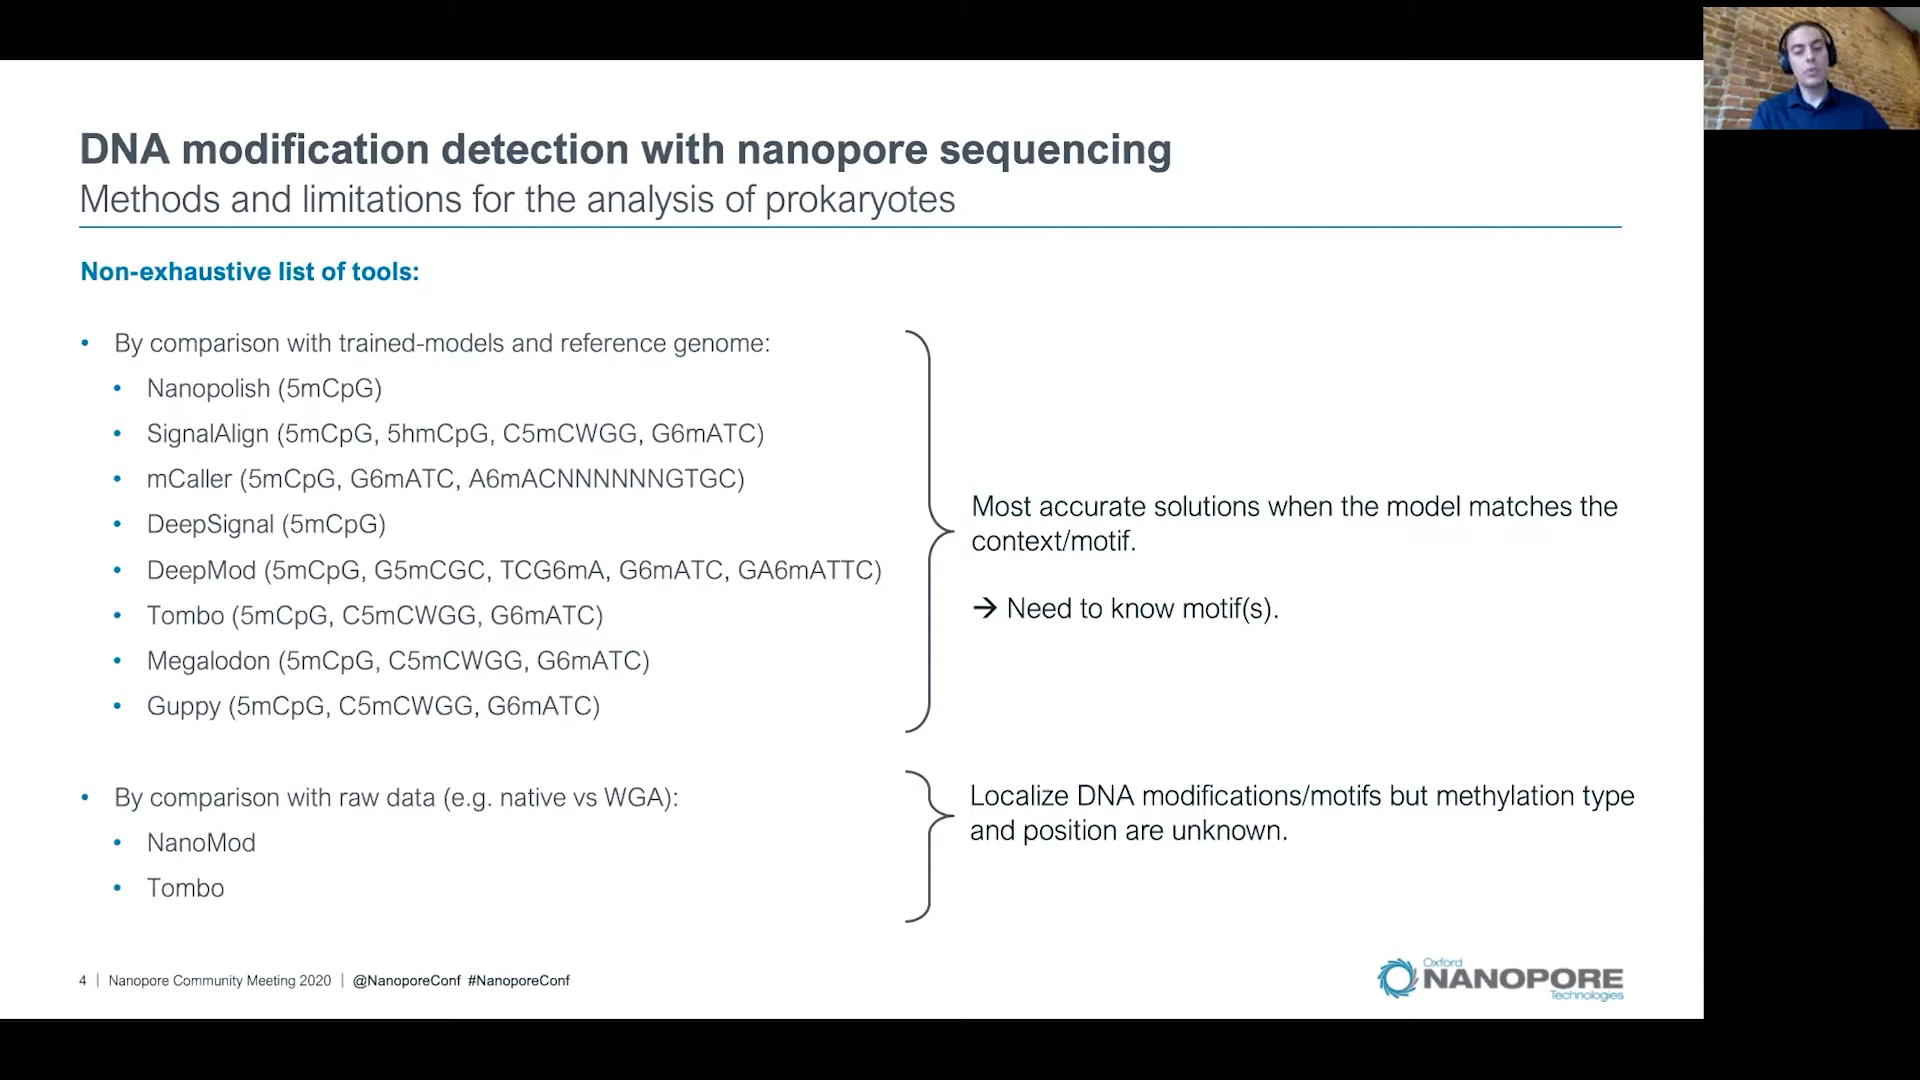 DNA modification detection with nanopore sequencing
Methods and limitations for the analysis of prokaryotes
Non-exhaustive list of tools:
• By comparison with trained-models and reference genome:
• Nanopolish (5mCpG)
• SignalAlign (5mCpG, 5hmCpG, C5mCWGG, G6mATC)
• mCaller (5mCpG, G6mATC, A6mACNNNNNNGTGC)
• DeepSignal (5mCpG)
• DeepMod (5mCpG, G5mCGC, TCG6mA, G6mATC, GA6mATTC)
• Tombo (5mCpG, C5mCWGG, G6mATC)
• Megalodon (5mCpG, C5mCWGG, G6mATC)
• Guppy (5mCpG, C5mCWGG, G6mATC)
Most accurate solutions when the model matches the
context/motif.
→ Need to know motif(s).
• By comparison with raw data (e.g. native vs WGA):
• NanoMod
• Tombo
Localize DNA modifications/motifs but methylation type
and position are unknown.
4 | Nanopore Community Meeting 2020 | @NanoporeConf #NanoporeConf
Oxford
NANOPORE
Technologies